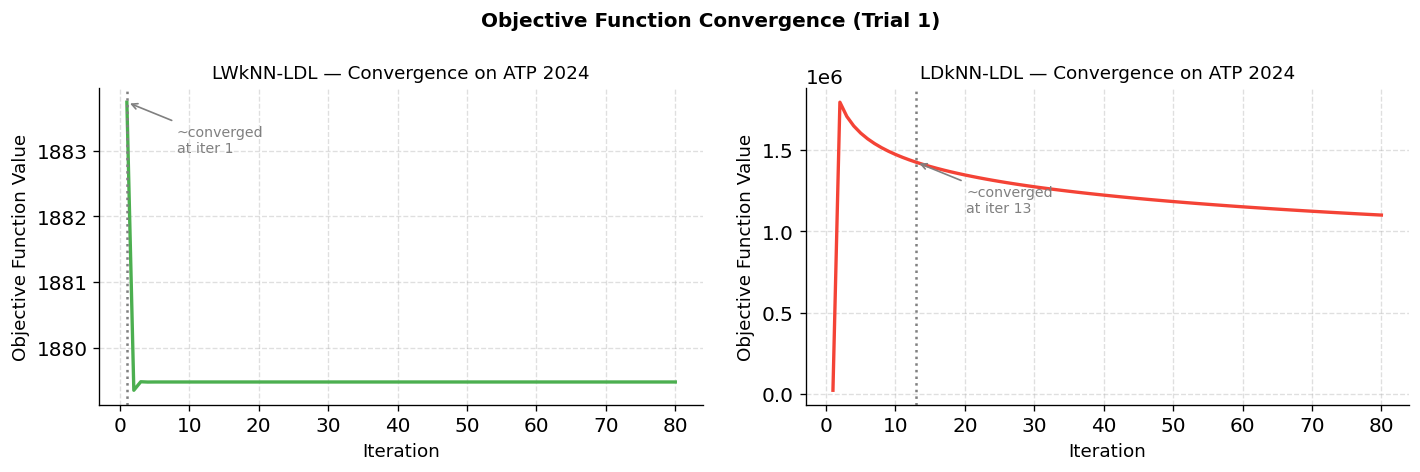 Objective Function Convergence (Trial 1)
LWkNN-LDL — Convergence on ATP 2024
Objective Function Value
1883
1882
1881
1880
~converged
at iter 1
0 10 20 30 40 50 60 70 80
Iteration
LDkNN-LDL — Convergence on ATP 2024
1e6
Objective Function Value
1.5
1.0
0.5
0.0
~converged
at iter 13
0 10 20 30 40 50 60 70 80
Iteration